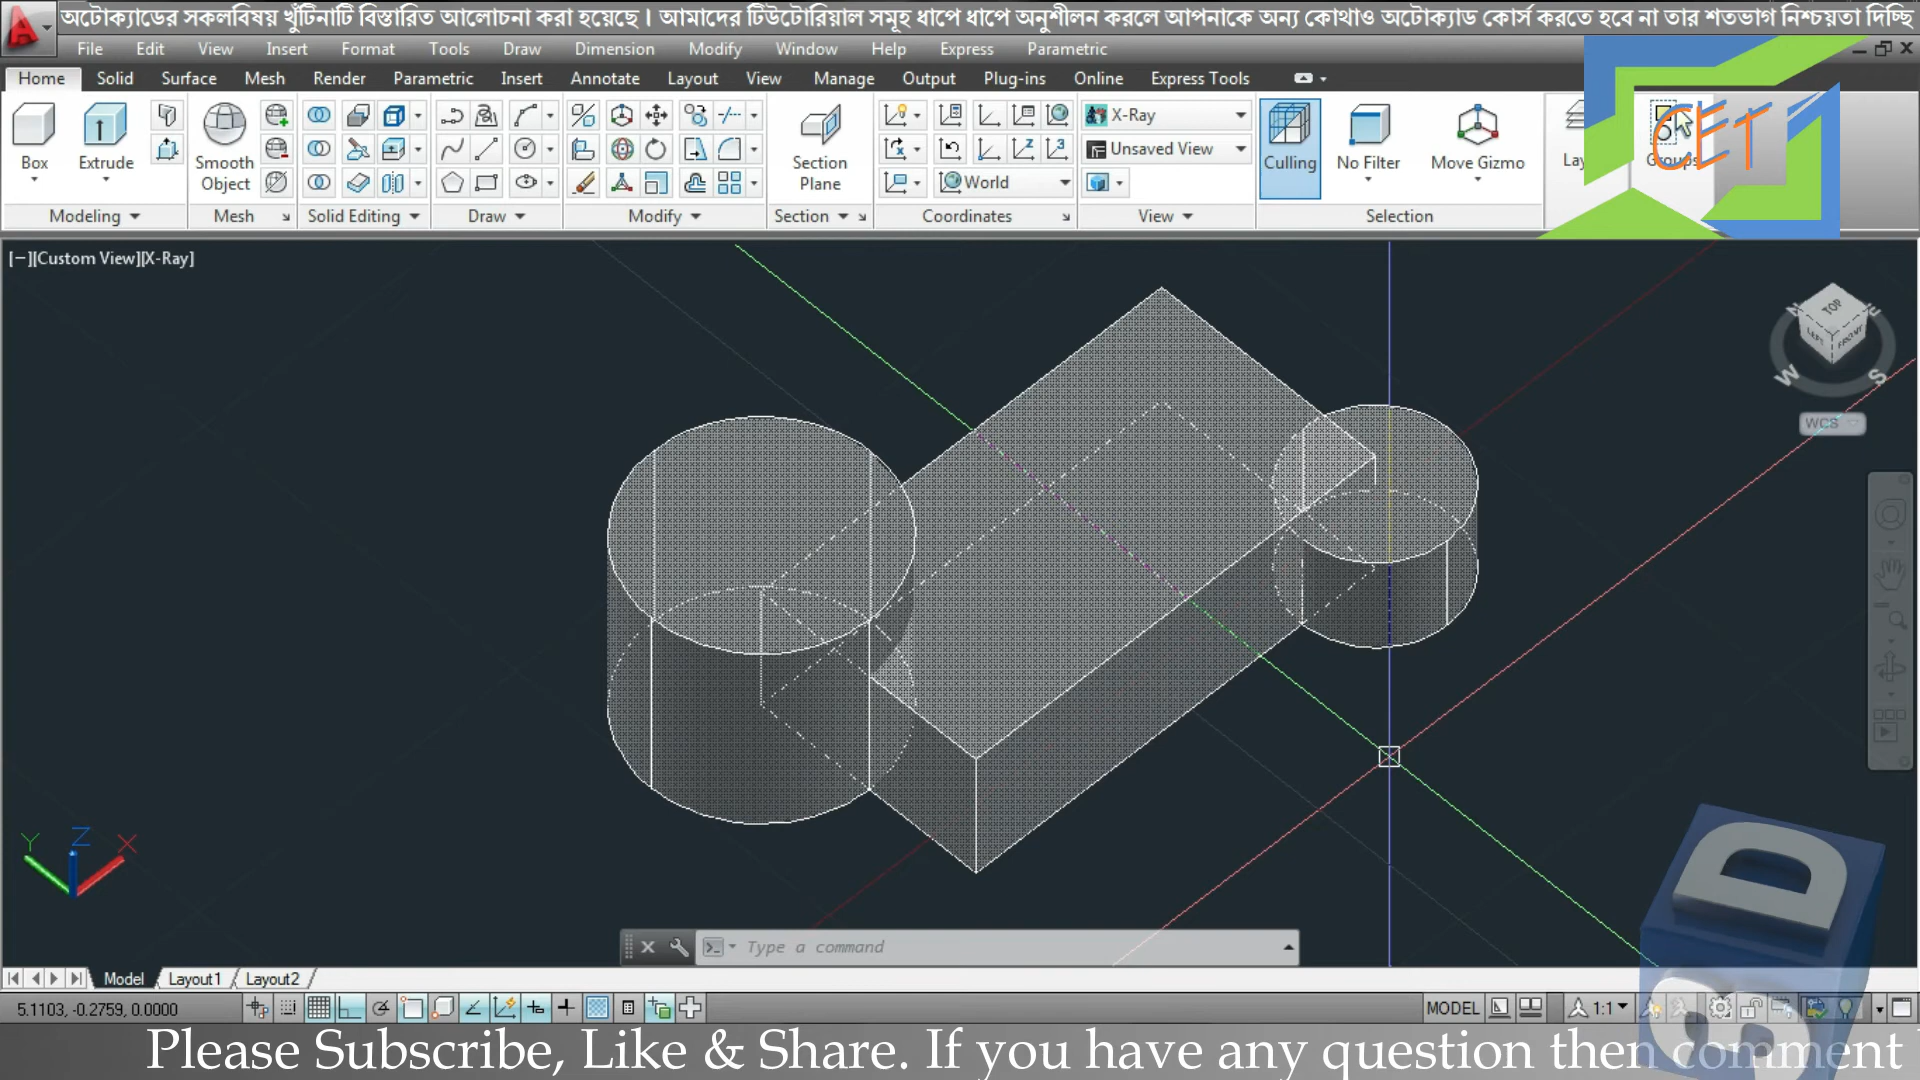 অটোক্যাডের সকলবিষয় খুঁটিনাটি বিস্তারিত আলোচনা করা হয়েছে। আমাদের টিউটোরিয়াল সমূহ ধাপে ধাপে অনুশীলন করলে আপনাকে অন্য কোথাও অটোক্যাড কোর্স করতে হবে না তার শতভাগ নিশ্চয়তা দিচ্ছি
File Edit View Insert Format Tools Draw Dimension Modify Window Help Express Parametric
Home Solid Surface Mesh Render Parametric Insert Annotate Layout View Manage Output Plug-ins Online Express Tools
X-Ray
Unsaved View
World
Box Extrude Smooth Object Section Plane Culling No Filter Move Gizmo Groups
CET
Modeling Mesh Solid Editing Draw Modify Section Coordinates View Selection
[−][Custom View][X-Ray]
TOP
LEFT FRONT
N E
W S
WCS
Y Z X
Type a command
Model Layout1 Layout2
5.1103, -0.2759, 0.0000
MODEL 1:1
D
Please Subscribe, Like & Share. If you have any question then comment